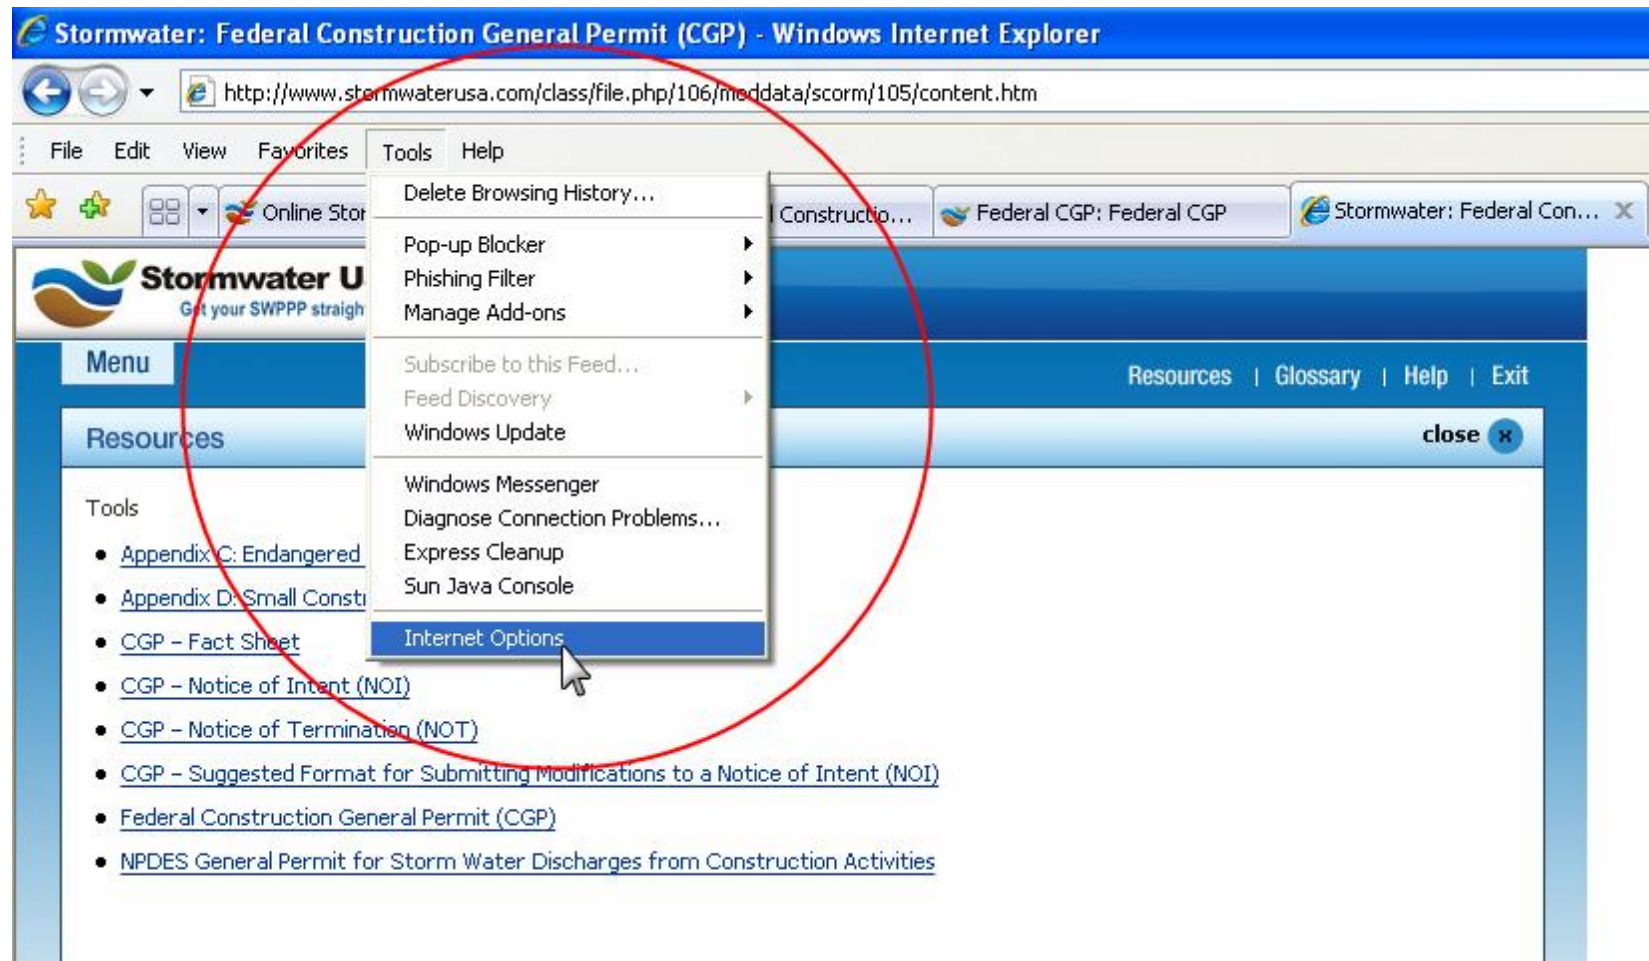 Stormwater: Federal Construction General Permit (CGP) - Windows Internet Explorer
http://www.stormwaterusa.com/class/file.php/106/moddata/scorm/105/content.htm
File Edit View Favorites Tools Help
Online Stor
Constructio...
Federal CGP: Federal CGP
Stormwater: Federal Con...
Delete Browsing History...
Pop-up Blocker
Phishing Filter
Manage Add-ons
Subscribe to this Feed...
Feed Discovery
Windows Update
Windows Messenger
Diagnose Connection Problems...
Express Cleanup
Sun Java Console
Internet Options
Stormwater U
Get your SWPPP straigh
Menu
Resources | Glossary | Help | Exit
Resources
close x
Tools
Appendix C: Endangered
Appendix D: Small Constr
CGP – Fact Sheet
CGP – Notice of Intent (NOI)
CGP – Notice of Termination (NOT)
CGP – Suggested Format for Submitting Modifications to a Notice of Intent (NOI)
Federal Construction General Permit (CGP)
NPDES General Permit for Storm Water Discharges from Construction Activities